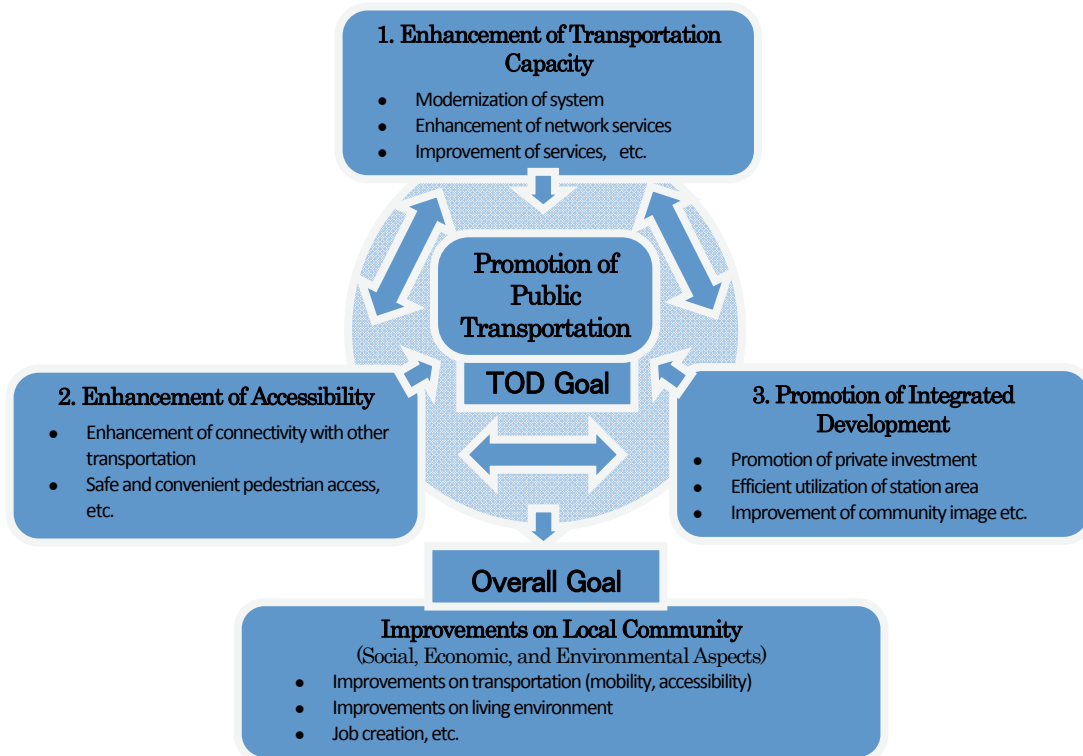 1. Enhancement of Transportation
Capacity
● Modernization of system
● Enhancement of network services
● Improvement of services, etc.
Promotion of
Public
Transportation
TOD Goal
2. Enhancement of Accessibility
● Enhancement of connectivity with other
transportation
● Safe and convenient pedestrian access,
etc.
3. Promotion of Integrated
Development
● Promotion of private investment
● Efficient utilization of station area
● Improvement of community image etc.
Overall Goal
Improvements on Local Community
(Social, Economic, and Environmental Aspects)
● Improvements on transportation (mobility, accessibility)
● Improvements on living environment
● Job creation, etc.